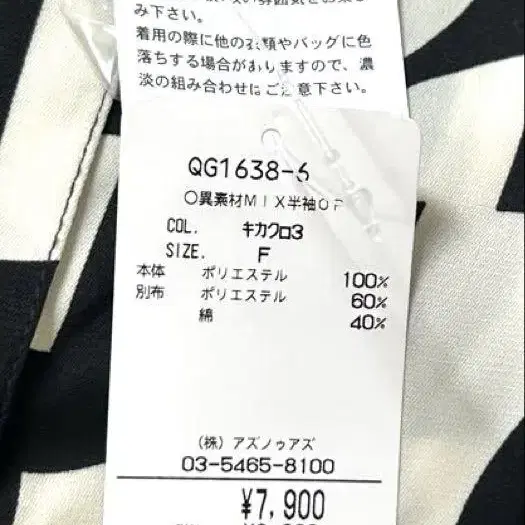 み下さい。
着用の際に他の衣類やバッグに色
落ちする場合がありますので、濃
淡の組み合わせはご注意下さい。
QG1638-6
〇異素材MIX半袖OP
COL. キカクロ3
SIZE. F
本体 ポリエステル 100%
別布 ポリエステル 60%
綿 40%
(株) アズノゥアズ
03-5465-8100
¥7,900